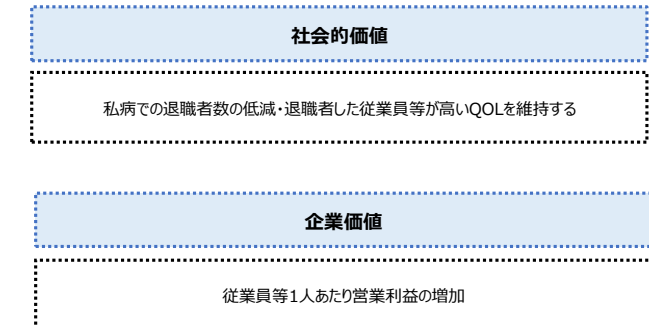 社会的価値
私病での退職者数の低減・退職者した従業員等が高いQOLを維持する
企業価値
従業員等1人あたり営業利益の増加